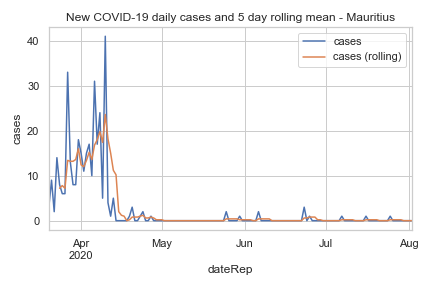 New COVID-19 daily cases and 5 day rolling mean - Mauritius
cases
cases (rolling)
40
30
20
10
0
cases
Apr
2020
May
Jun
Jul
Aug
dateRep